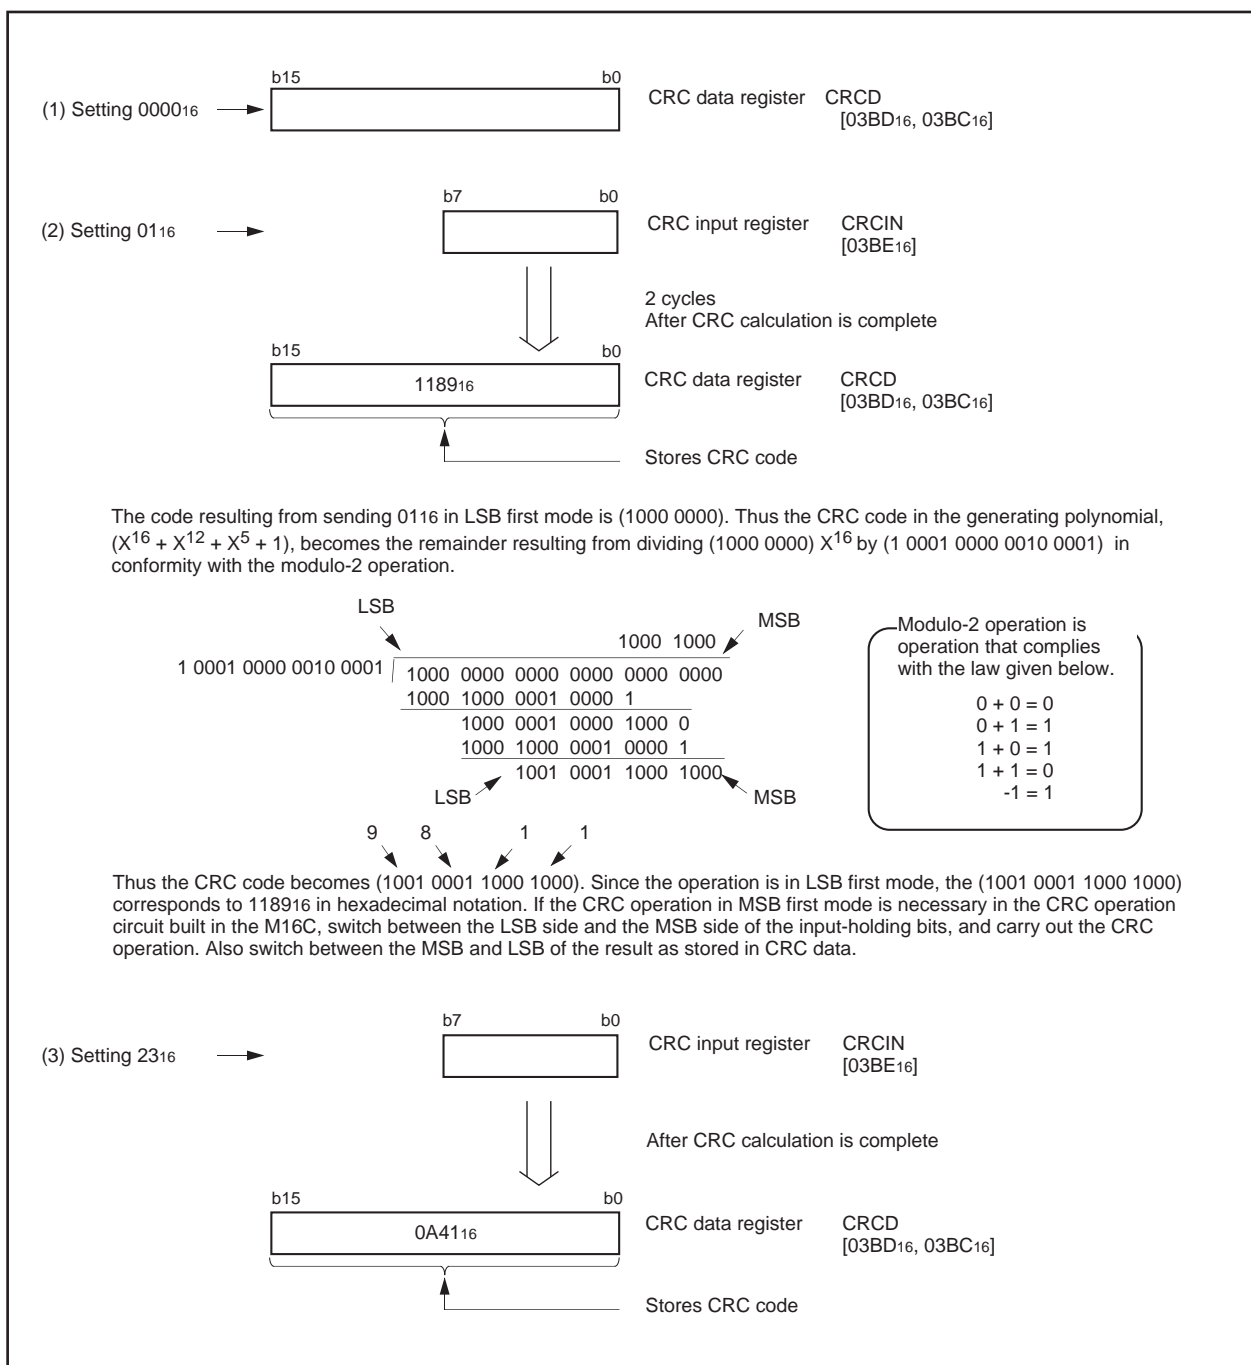 b15 b0
(1) Setting 0000₁₆ CRC data register CRCD
[03BD₁₆, 03BC₁₆]
b7 b0
(2) Setting 01₁₆ CRC input register CRCIN
[03BE₁₆]
2 cycles
After CRC calculation is complete
b15 b0
1189₁₆ CRC data register CRCD
[03BD₁₆, 03BC₁₆]
Stores CRC code
The code resulting from sending 01₁₆ in LSB first mode is (1000 0000). Thus the CRC code in the generating polynomial,
(X¹⁶ + X¹² + X⁵ + 1), becomes the remainder resulting from dividing (1000 0000) X¹⁶ by (1 0001 0000 0010 0001) in
conformity with the modulo-2 operation.
LSB MSB
1000 1000
1 0001 0000 0010 0001 1000 0000 0000 0000 0000 0000
1000 1000 0001 0000 1
1000 0001 0000 1000 0
1000 1000 0001 0000 1
1001 0001 1000 1000
LSB MSB
Modulo-2 operation is
operation that complies
with the law given below.
0 + 0 = 0
0 + 1 = 1
1 + 0 = 1
1 + 1 = 0
-1 = 1
9 8 1 1
Thus the CRC code becomes (1001 0001 1000 1000). Since the operation is in LSB first mode, the (1001 0001 1000 1000)
corresponds to 1189₁₆ in hexadecimal notation. If the CRC operation in MSB first mode is necessary in the CRC operation
circuit built in the M16C, switch between the LSB side and the MSB side of the input-holding bits, and carry out the CRC
operation. Also switch between the MSB and LSB of the result as stored in CRC data.
b7 b0
(3) Setting 23₁₆ CRC input register CRCIN
[03BE₁₆]
After CRC calculation is complete
b15 b0
0A41₁₆ CRC data register CRCD
[03BD₁₆, 03BC₁₆]
Stores CRC code